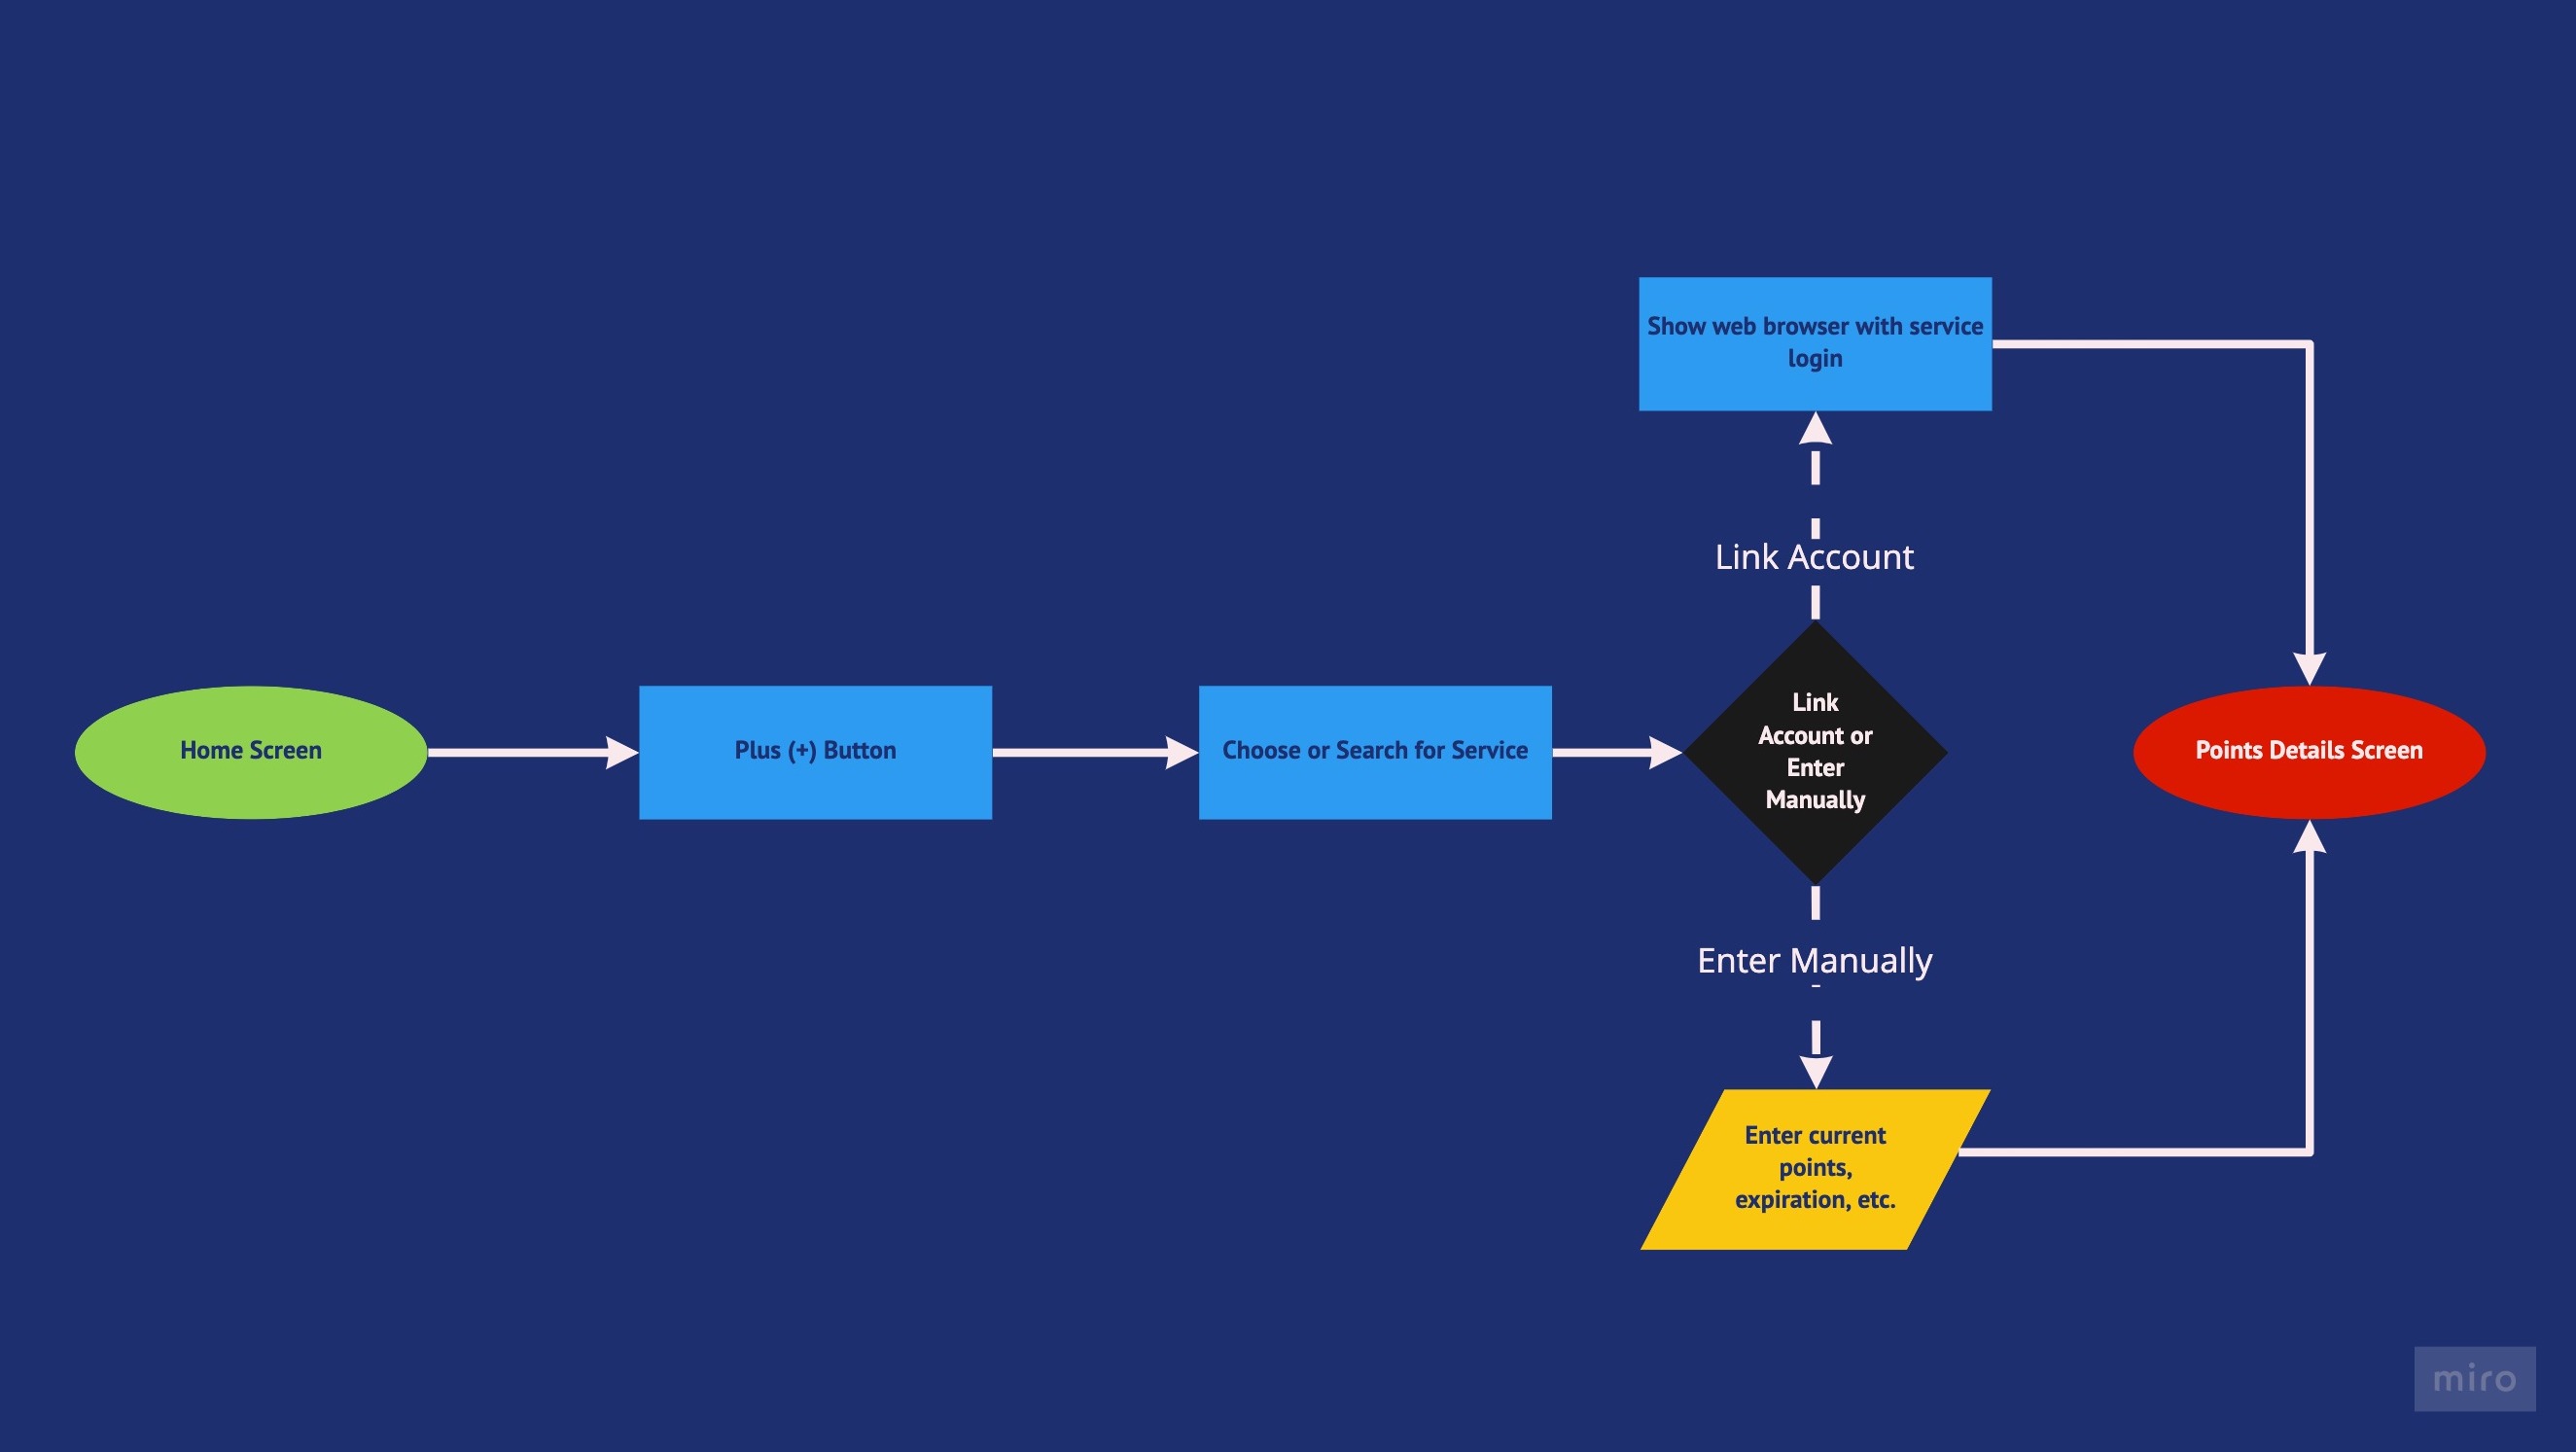 Show web browser with service
login
Link Account
Home Screen
Plus (+) Button
Choose or Search for Service
Link
Account or
Enter
Manually
Points Details Screen
Enter Manually
Enter current
points,
expiration, etc.
miro